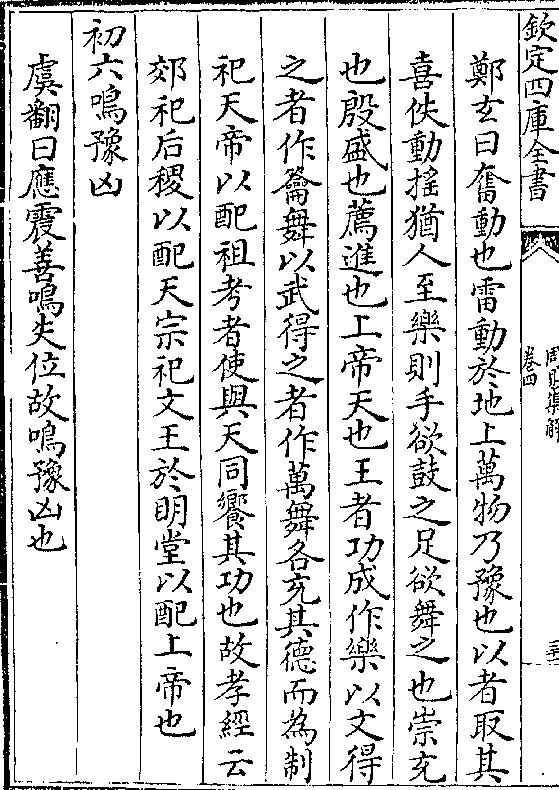 欽定四庫全書
周易集解
卷四
三
鄭玄曰奮動也雷動於地上萬物乃豫也以者取其
喜佚動揺猶人至樂則手欲鼓之足欲舞之也崇充
也殷盛也薦進也上帝天也王者功成作樂以文得
之者作籥舞以武得之者作萬舞各充其德而為制
祀天帝以配祖考者使與天同饗其功也故孝經云
郊祀后稷以配天宗祀文王於明堂以配上帝也
初六鳴豫凶
虞翻曰應震善鳴失位故鳴豫凶也